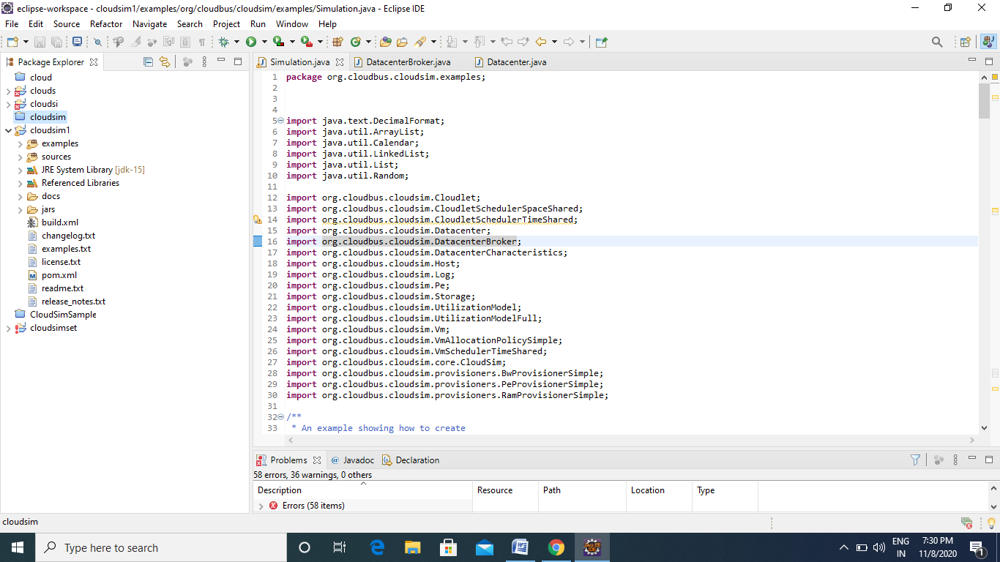 eclipse-workspace - cloudsim1/examples/org/cloudbus/cloudsim/examples/Simulation.java - Eclipse IDE
File Edit Source Refactor Navigate Search Project Run Window Help
Package Explorer
cloud
clouds
cloudsi
cloudsim
cloudsim1
examples
sources
JRE System Library [jdk-15]
Referenced Libraries
docs
jars
build.xml
changelog.txt
examples.txt
license.txt
pom.xml
readme.txt
release_notes.txt
CloudSimSample
cloudsimset
Simulation.java DatacenterBroker.java Datacenter.java
1 package org.cloudbus.cloudsim.examples;
2
3
4
5 import java.text.DecimalFormat;
6 import java.util.ArrayList;
7 import java.util.Calendar;
8 import java.util.LinkedList;
9 import java.util.List;
10 import java.util.Random;
11
12 import org.cloudbus.cloudsim.Cloudlet;
13 import org.cloudbus.cloudsim.CloudletSchedulerSpaceShared;
14 import org.cloudbus.cloudsim.CloudletSchedulerTimeShared;
15 import org.cloudbus.cloudsim.Datacenter;
16 import org.cloudbus.cloudsim.DatacenterBroker;
17 import org.cloudbus.cloudsim.DatacenterCharacteristics;
18 import org.cloudbus.cloudsim.Host;
19 import org.cloudbus.cloudsim.Log;
20 import org.cloudbus.cloudsim.Pe;
21 import org.cloudbus.cloudsim.Storage;
22 import org.cloudbus.cloudsim.UtilizationModel;
23 import org.cloudbus.cloudsim.UtilizationModelFull;
24 import org.cloudbus.cloudsim.Vm;
25 import org.cloudbus.cloudsim.VmAllocationPolicySimple;
26 import org.cloudbus.cloudsim.VmSchedulerTimeShared;
27 import org.cloudbus.cloudsim.core.CloudSim;
28 import org.cloudbus.cloudsim.provisioners.BwProvisionerSimple;
29 import org.cloudbus.cloudsim.provisioners.PeProvisionerSimple;
30 import org.cloudbus.cloudsim.provisioners.RamProvisionerSimple;
31
32 /**
33 * An example showing how to create
Problems @ Javadoc Declaration
58 errors, 36 warnings, 0 others
Description Resource Path Location Type
Errors (58 items)
cloudsim
Type here to search
ENG 7:30 PM
IN 11/8/2020
1